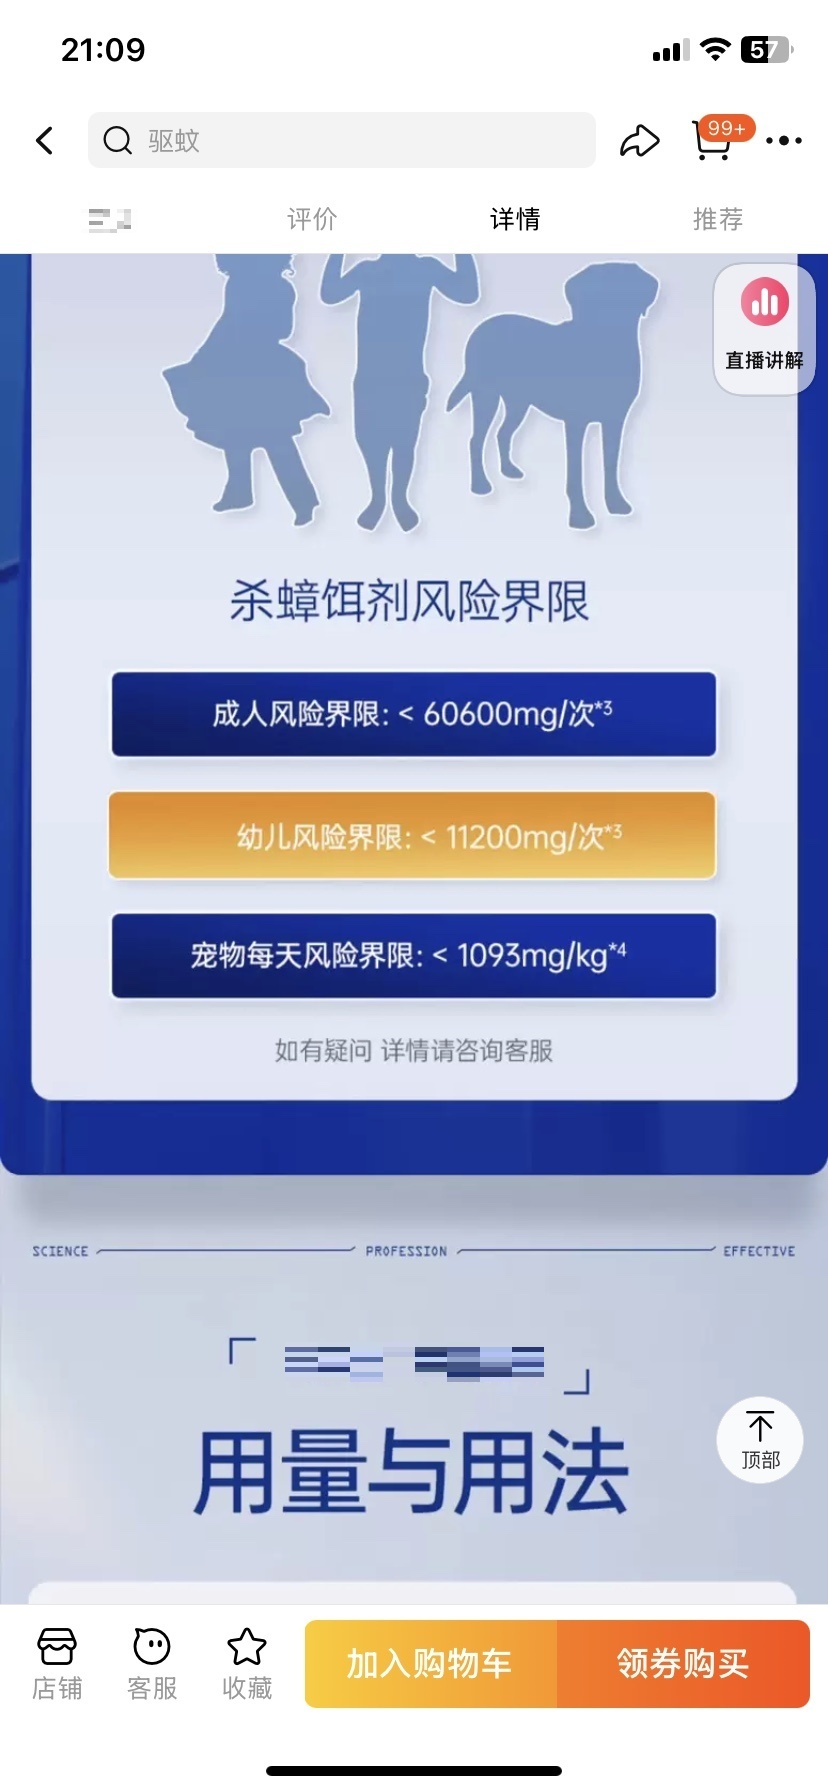 21:09
57
驱蚊
99+
评价
详情
推荐
直播讲解
杀蟑饵剂风险界限
成人风险界限: < 60600mg/次*3
幼儿风险界限: < 11200mg/次*3
宠物每天风险界限: < 1093mg/kg*4
如有疑问 详情请咨询客服
SCIENCE
PROFESSION
EFFECTIVE
「
」
用量与用法
顶部
店铺
客服
收藏
加入购物车
领券购买